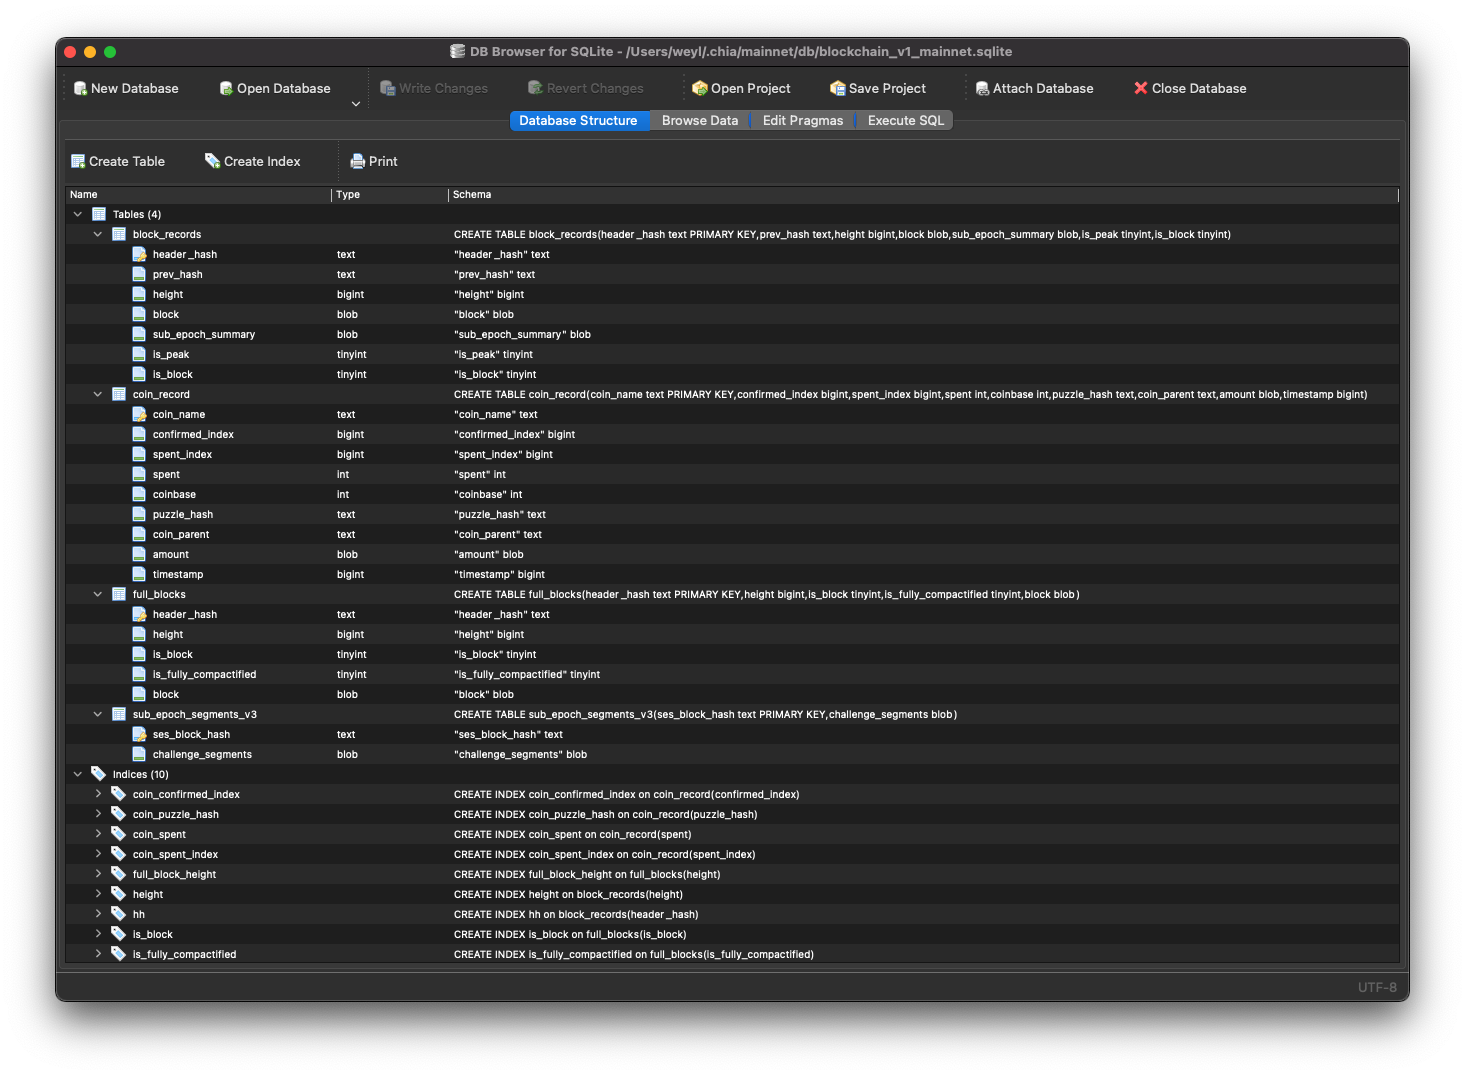 DB Browser for SQLite - /Users/weyl/.chia/mainnet/db/blockchain_v1_mainnet.sqlite
New Database Open Database Write Changes Revert Changes Open Project Save Project Attach Database Close Database
Database Structure Browse Data Edit Pragmas Execute SQL
Create Table Create Index Print
Name Type Schema
Tables (4)
block_records CREATE TABLE block_records(header_hash text PRIMARY KEY,prev_hash text,height bigint,block blob,sub_epoch_summary blob,is_peak tinyint,is_block tinyint)
header_hash text "header_hash" text
prev_hash text "prev_hash" text
height bigint "height" bigint
block blob "block" blob
sub_epoch_summary blob "sub_epoch_summary" blob
is_peak tinyint "is_peak" tinyint
is_block tinyint "is_block" tinyint
coin_record CREATE TABLE coin_record(coin_name text PRIMARY KEY,confirmed_index bigint,spent_index bigint,spent int,coinbase int,puzzle_hash text,coin_parent text,amount blob,timestamp bigint)
coin_name text "coin_name" text
confirmed_index bigint "confirmed_index" bigint
spent_index bigint "spent_index" bigint
spent int "spent" int
coinbase int "coinbase" int
puzzle_hash text "puzzle_hash" text
coin_parent text "coin_parent" text
amount blob "amount" blob
timestamp bigint "timestamp" bigint
full_blocks CREATE TABLE full_blocks(header_hash text PRIMARY KEY,height bigint,is_block tinyint,is_fully_compactified tinyint,block blob)
header_hash text "header_hash" text
height bigint "height" bigint
is_block tinyint "is_block" tinyint
is_fully_compactified tinyint "is_fully_compactified" tinyint
block blob "block" blob
sub_epoch_segments_v3 CREATE TABLE sub_epoch_segments_v3(ses_block_hash text PRIMARY KEY,challenge_segments blob)
ses_block_hash text "ses_block_hash" text
challenge_segments blob "challenge_segments" blob
Indices (10)
coin_confirmed_index CREATE INDEX coin_confirmed_index on coin_record(confirmed_index)
coin_puzzle_hash CREATE INDEX coin_puzzle_hash on coin_record(puzzle_hash)
coin_spent CREATE INDEX coin_spent on coin_record(spent)
coin_spent_index CREATE INDEX coin_spent_index on coin_record(spent_index)
full_block_height CREATE INDEX full_block_height on full_blocks(height)
height CREATE INDEX height on block_records(height)
hh CREATE INDEX hh on block_records(header_hash)
is_block CREATE INDEX is_block on full_blocks(is_block)
is_fully_compactified CREATE INDEX is_fully_compactified on full_blocks(is_fully_compactified)
UTF-8